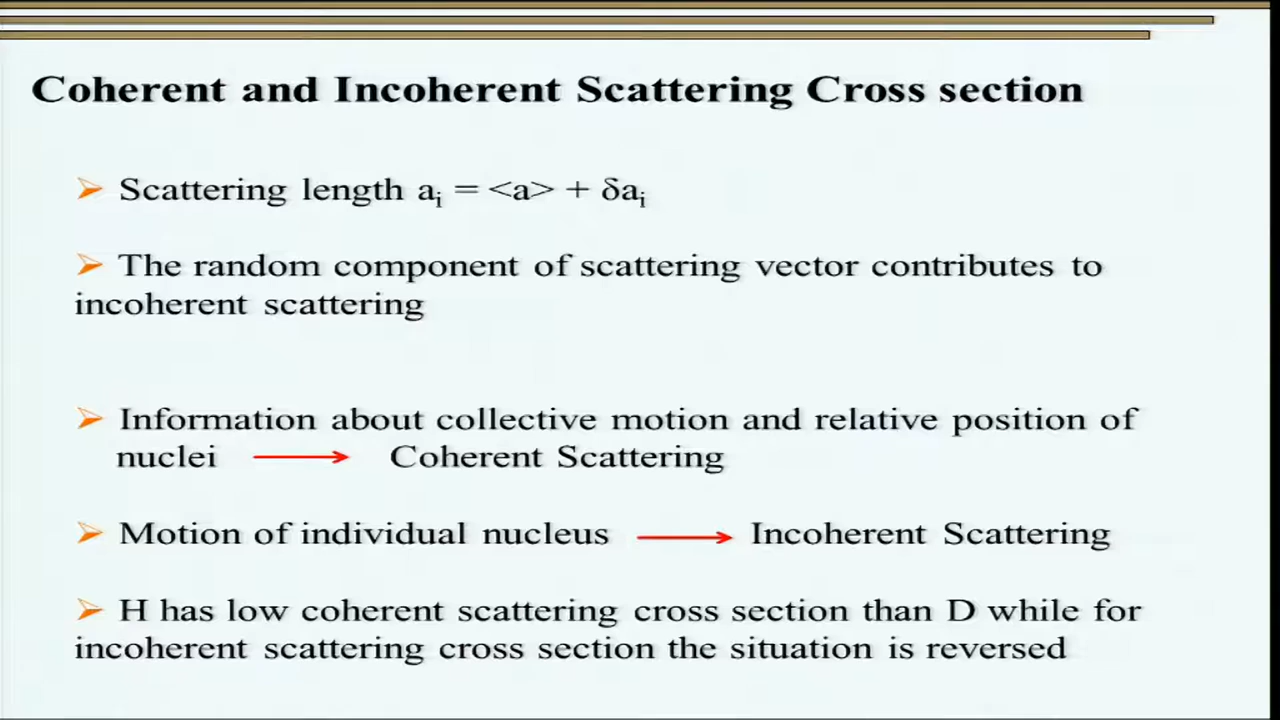 Coherent and Incoherent Scattering Cross section
➢ Scattering length aᵢ = <a> + δaᵢ
➢ The random component of scattering vector contributes to
incoherent scattering
➢ Information about collective motion and relative position of
nuclei ⟶ Coherent Scattering
➢ Motion of individual nucleus ⟶ Incoherent Scattering
➢ H has low coherent scattering cross section than D while for
incoherent scattering cross section the situation is reversed